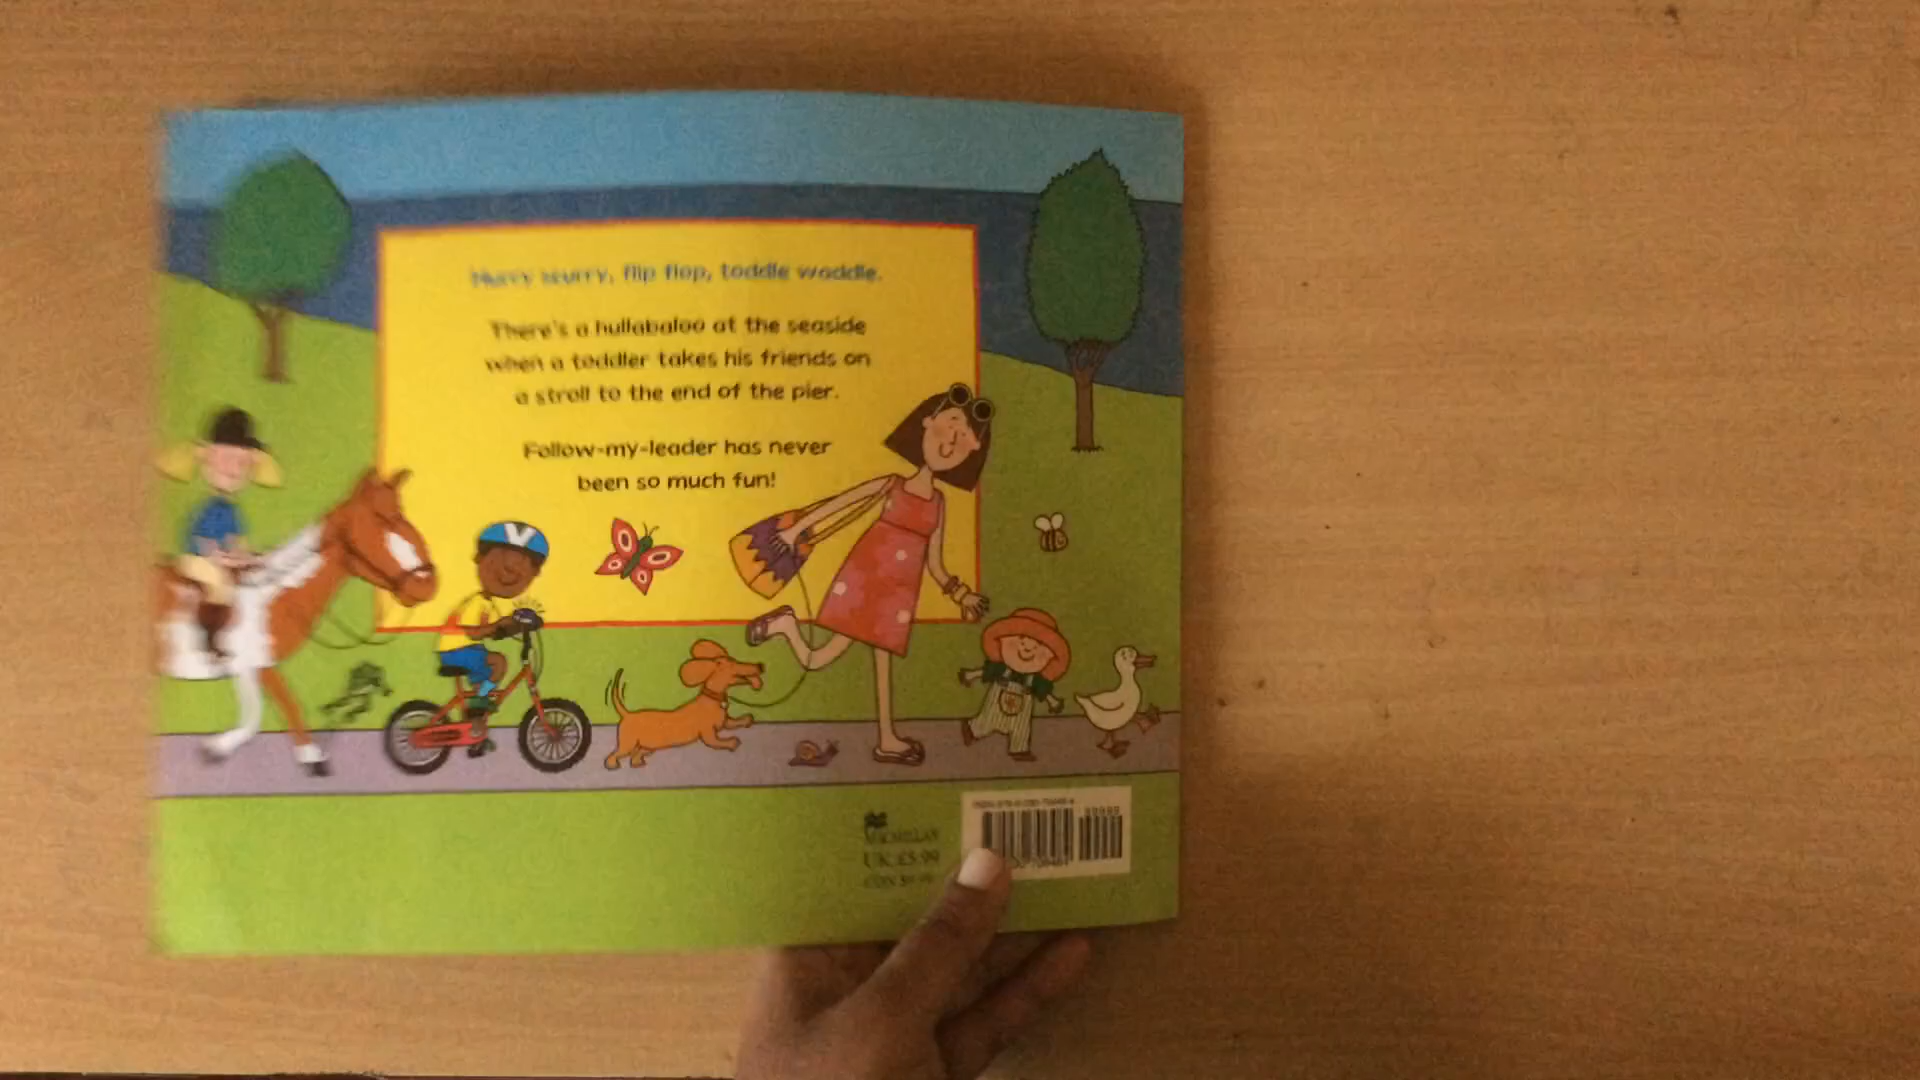 Hurry scurry, flip flop, toddle waddle.
There's a hullabaloo at the seaside
when a toddler takes his friends on
a stroll to the end of the pier.
Follow-my-leader has never
been so much fun!
MACMILLAN
UK £5.99